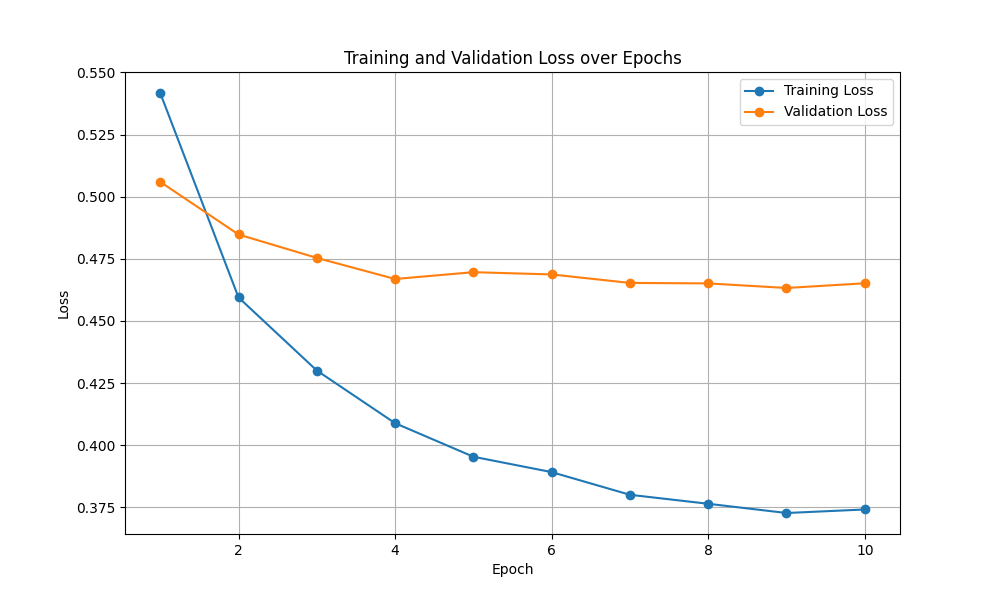 Training and Validation Loss over Epochs
Training Loss
Validation Loss
Loss
0.550
0.525
0.500
0.475
0.450
0.425
0.400
0.375
2
4
6
8
10
Epoch